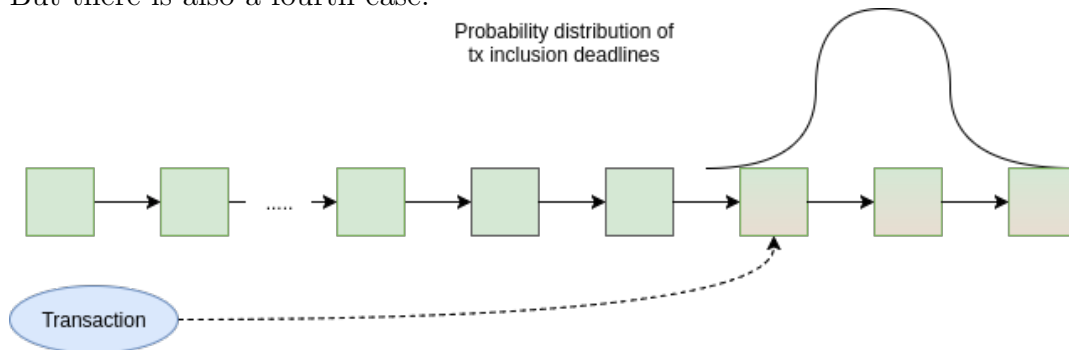 But there is also a fourth case.
Probability distribution of
tx inclusion deadlines
.....
Transaction